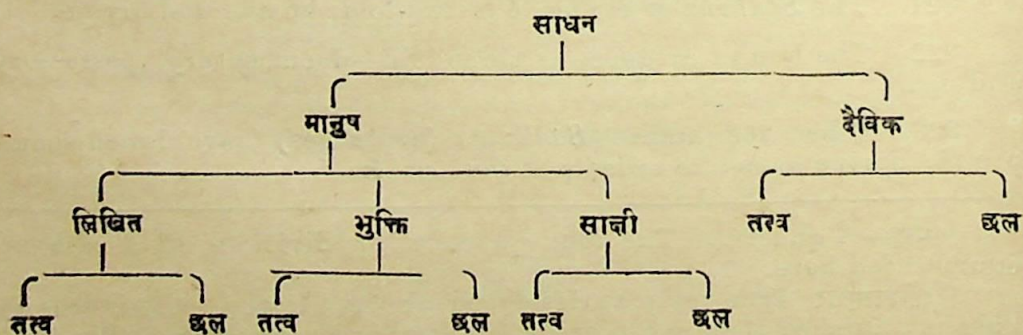 साधन
मानुष दैविक
लिखित भुक्ति साक्षी तत्व छल
तत्व छल तत्व छल तत्व छल